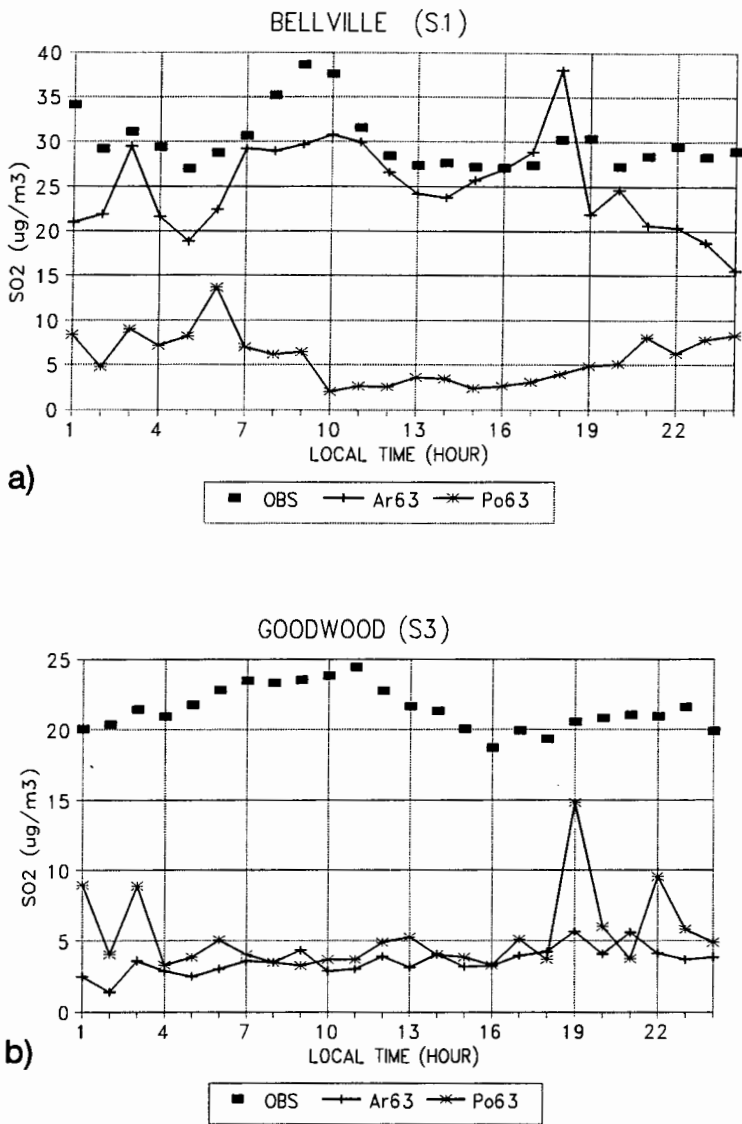 BELLVILLE (S1)
40
35
30
25
20
15
10
5
0
SO2 (ug/m3)
1 4 7 10 13 16 19 22
LOCAL TIME (HOUR)
a)
OBS Ar63 Po63
GOODWOOD (S3)
25
20
15
10
5
0
SO2 (ug/m3)
1 4 7 10 13 16 19 22
LOCAL TIME (HOUR)
b)
OBS Ar63 Po63